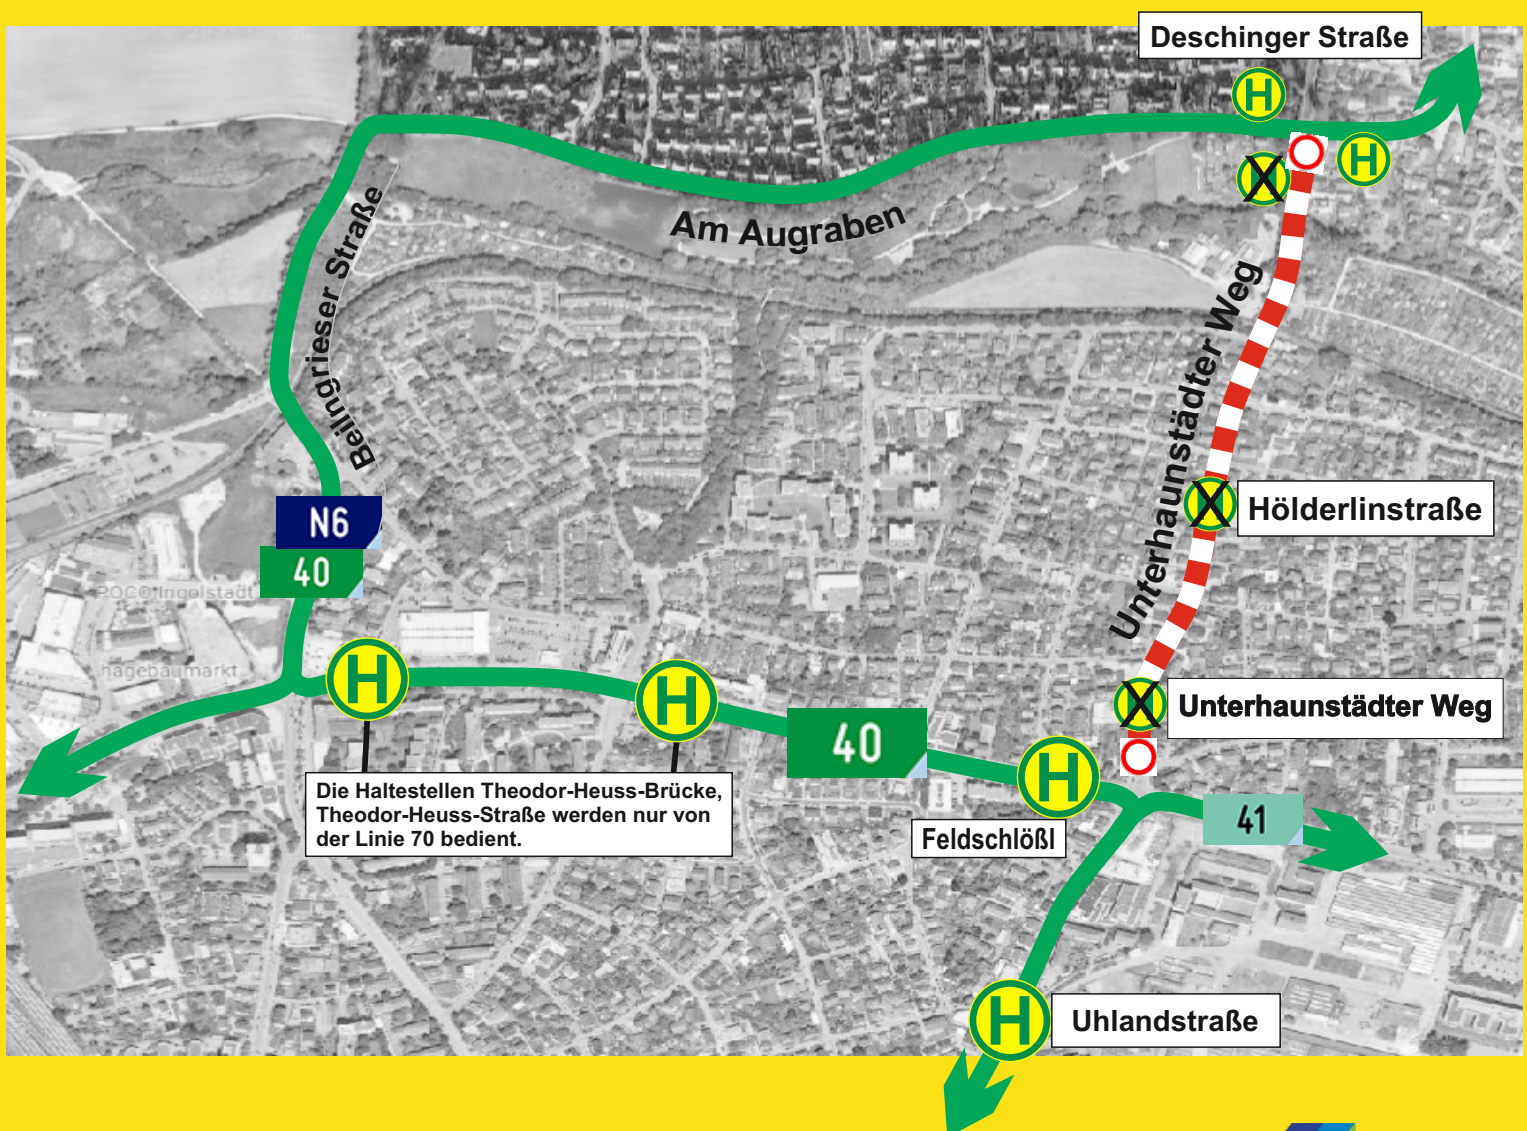 Deschinger Straße
H
H
X
Am Augraben
Beilngrieser Straße
Unterhaunstädter Weg
N6
40
X
Hölderlinstraße
POCO Ingolstadt
hagebaumarkt
H
H
X
Unterhaunstädter Weg
40
H
Die Haltestellen Theodor-Heuss-Brücke,
Theodor-Heuss-Straße werden nur von
der Linie 70 bedient.
41
Feldschlößl
H
Uhlandstraße